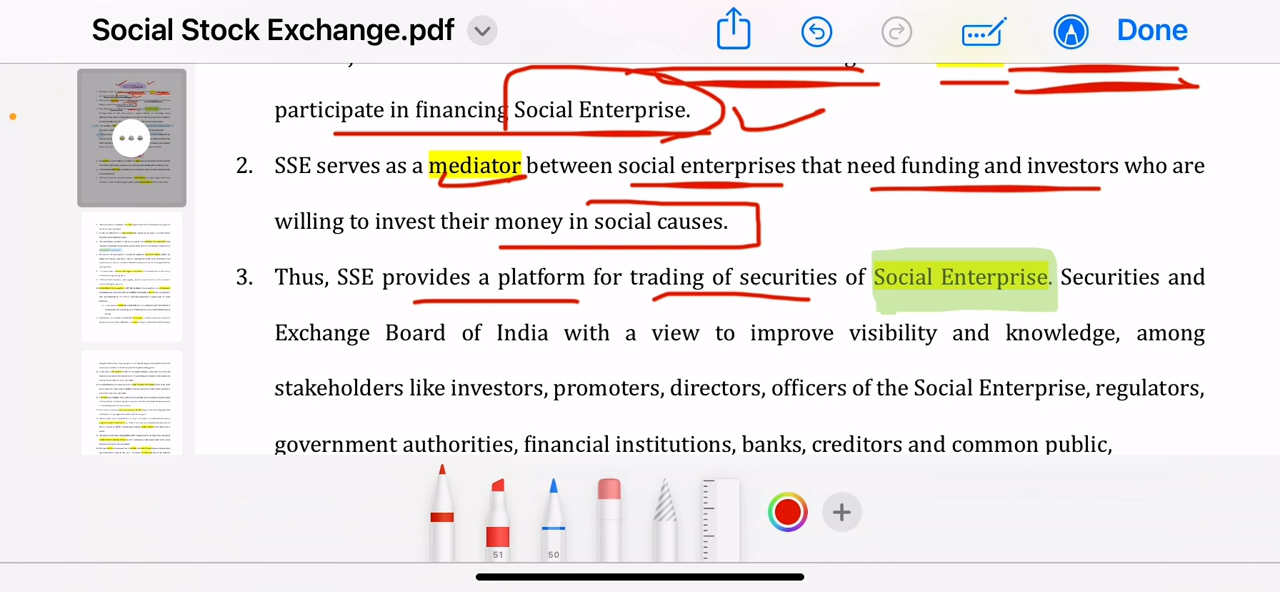 Social Stock Exchange.pdf
Done
participate in financing Social Enterprise.
2. SSE serves as a mediator between social enterprises that need funding and investors who are
willing to invest their money in social causes.
3. Thus, SSE provides a platform for trading of securities of Social Enterprise. Securities and
Exchange Board of India with a view to improve visibility and knowledge, among
stakeholders like investors, promoters, directors, officers of the Social Enterprise, regulators,
government authorities, financial institutions, banks, creditors and common public,
51
50